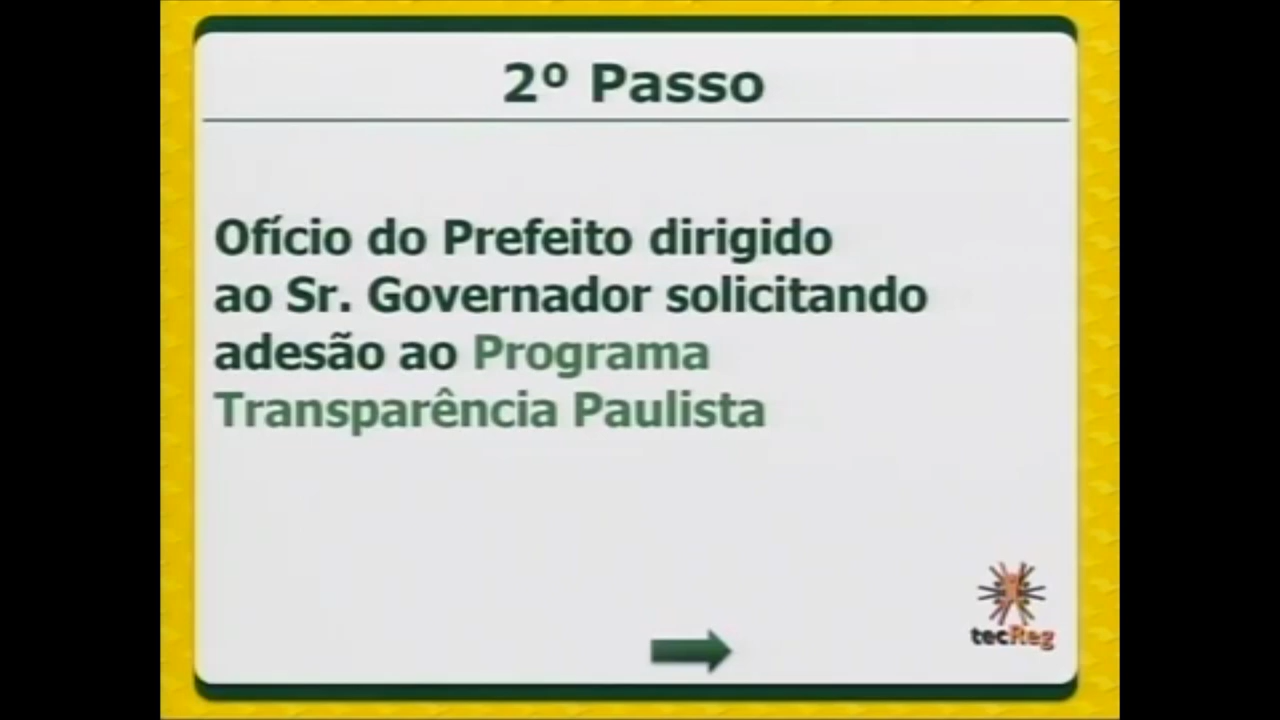 2º Passo
Ofício do Prefeito dirigido
ao Sr. Governador solicitando
adesão ao Programa
Transparência Paulista
tecReg